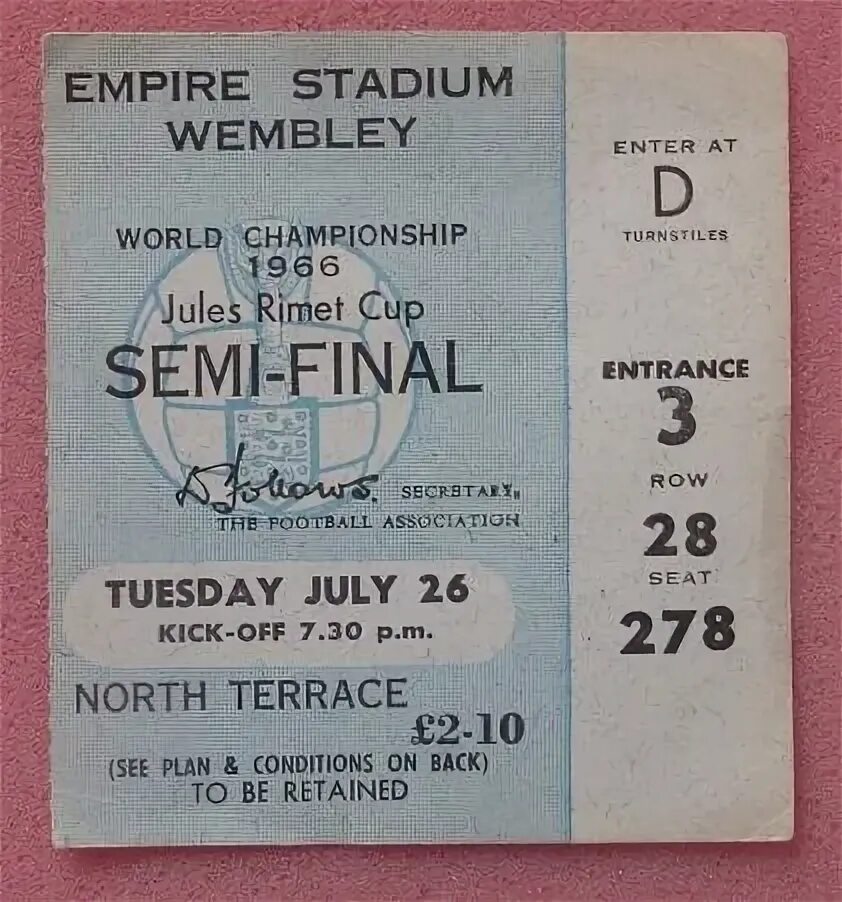 EMPIRE STADIUM
WEMBLEY
WORLD CHAMPIONSHIP
1966
Jules Rimet Cup
SEMI-FINAL
D Follows. SECRETARY,
THE FOOTBALL ASSOCIATION
TUESDAY JULY 26
KICK-OFF 7.30 p.m.
NORTH TERRACE
£2-10
(SEE PLAN & CONDITIONS ON BACK)
TO BE RETAINED
ENTER AT
D
TURNSTILES
ENTRANCE
3
ROW
28
SEAT
278